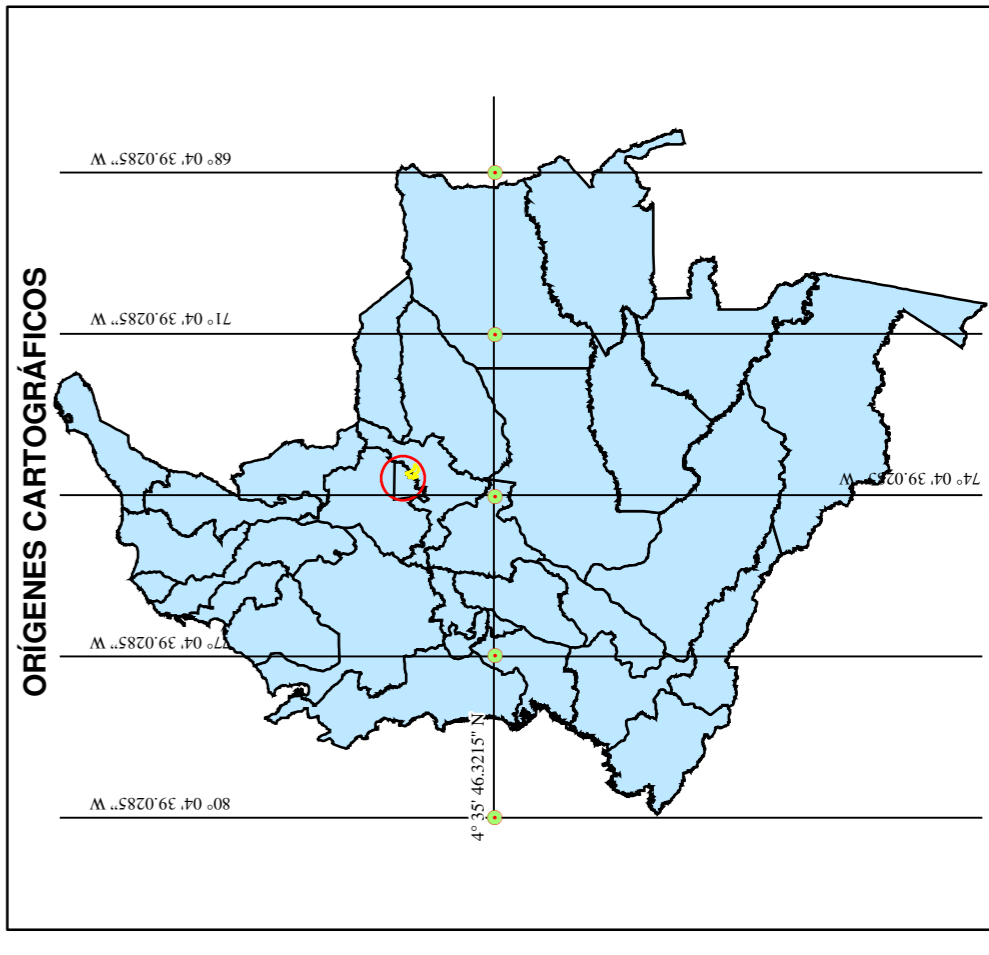 ORÍGENES CARTOGRÁFICOS
80° 04' 39.0285" W
77° 04' 39.0285" W
74° 04' 39.0285" W
71° 04' 39.0285" W
68° 04' 39.0285" W
4° 35' 46.3215" N